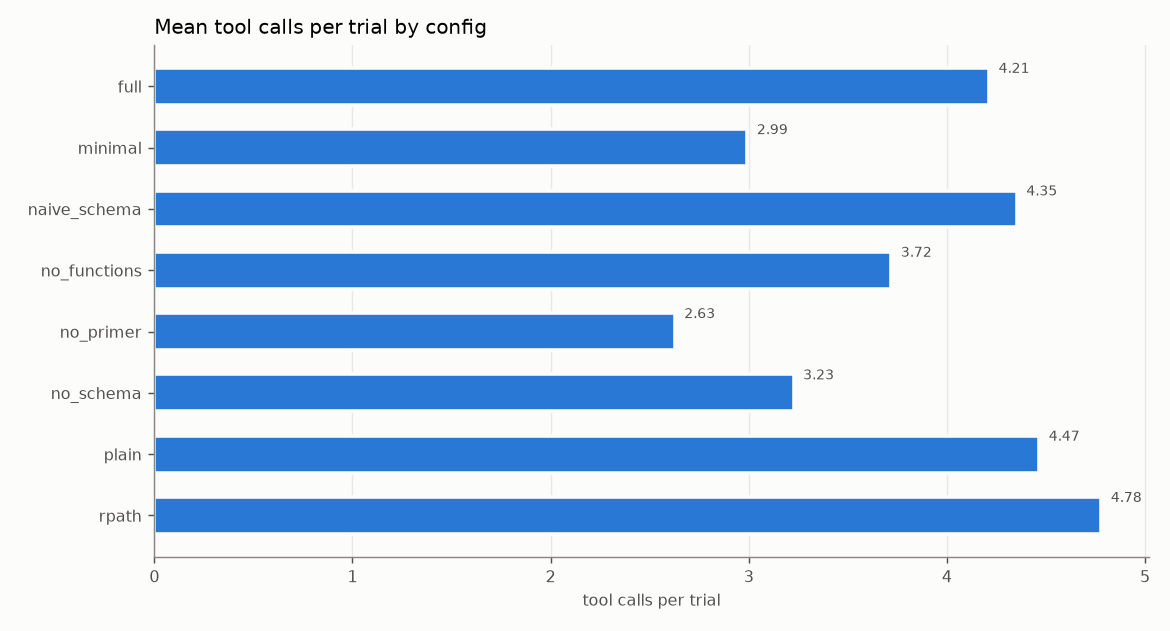 Mean tool calls per trial by config
full 4.21
minimal 2.99
naive_schema 4.35
no_functions 3.72
no_primer 2.63
no_schema 3.23
plain 4.47
rpath 4.78
0 1 2 3 4 5
tool calls per trial